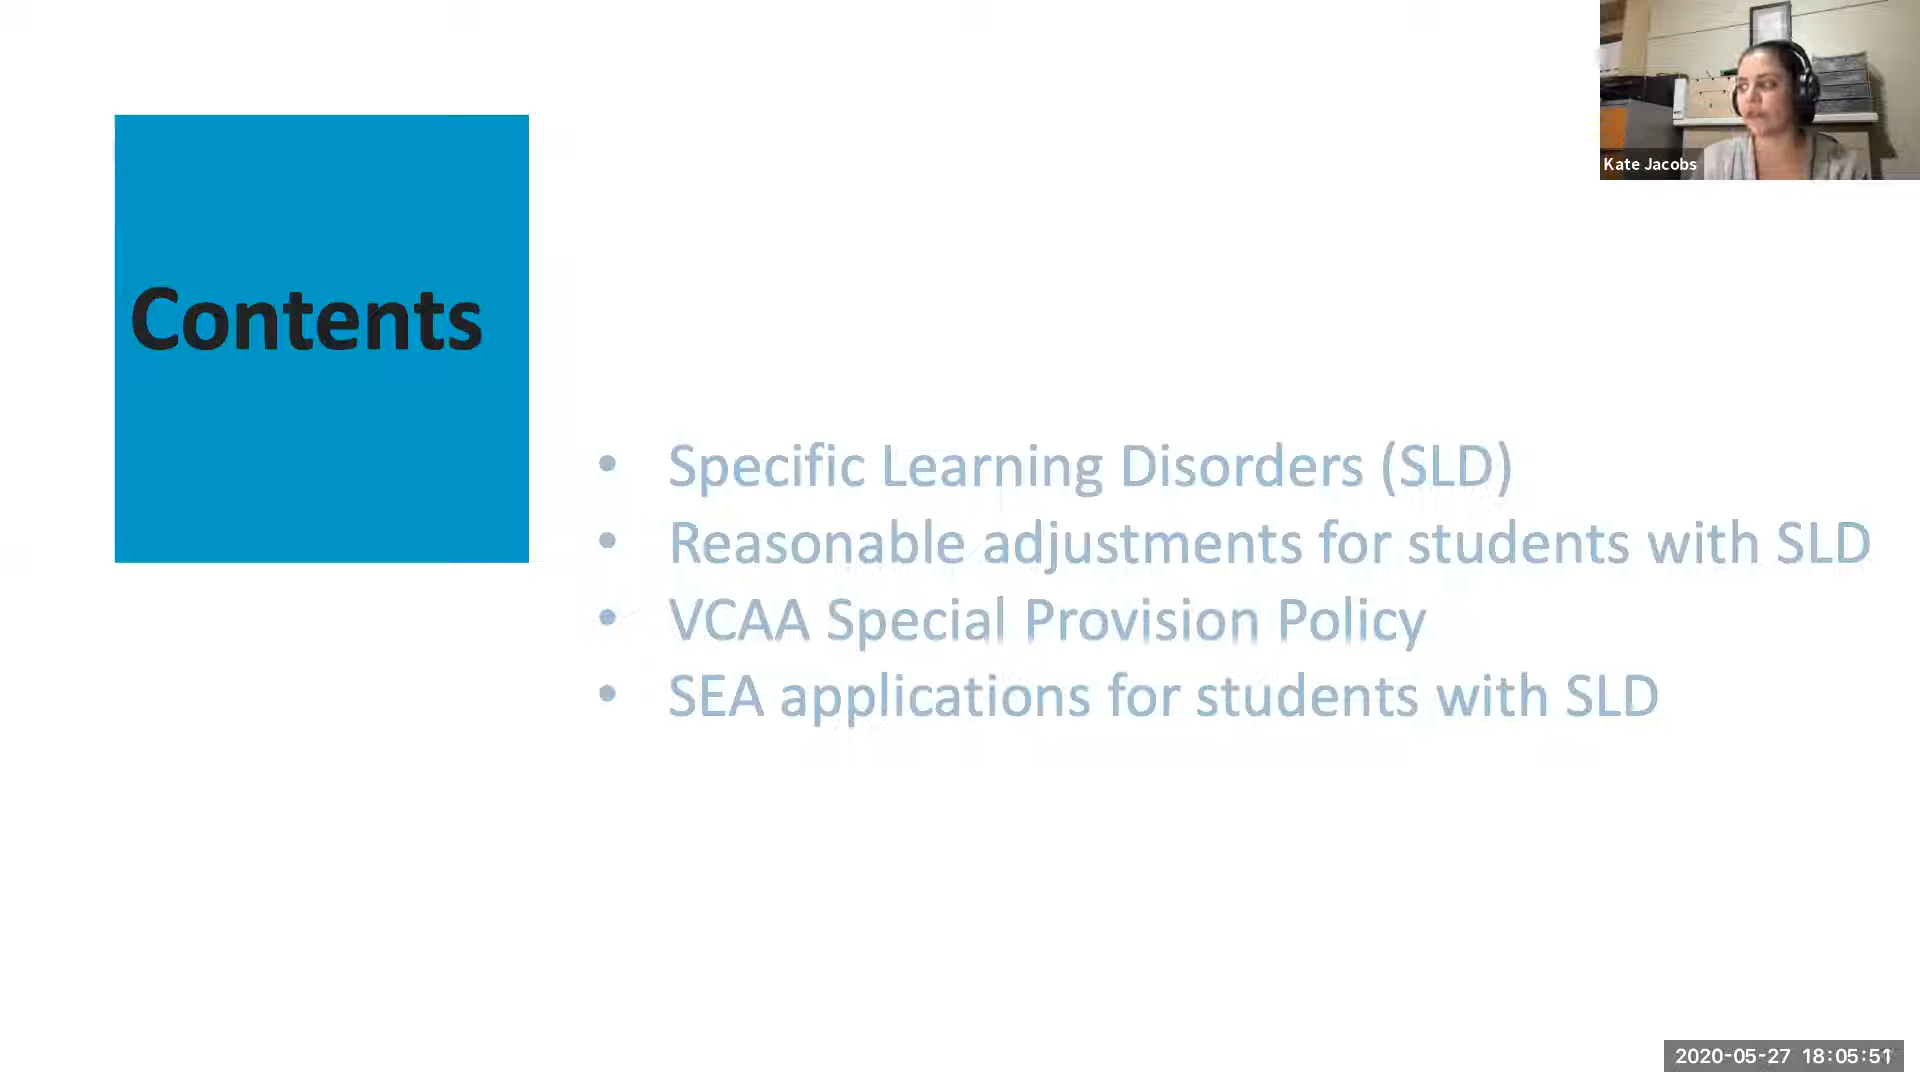 Kate Jacobs
Contents
• Specific Learning Disorders (SLD)
• Reasonable adjustments for students with SLD
• VCAA Special Provision Policy
• SEA applications for students with SLD
2020-05-27 18:05:51